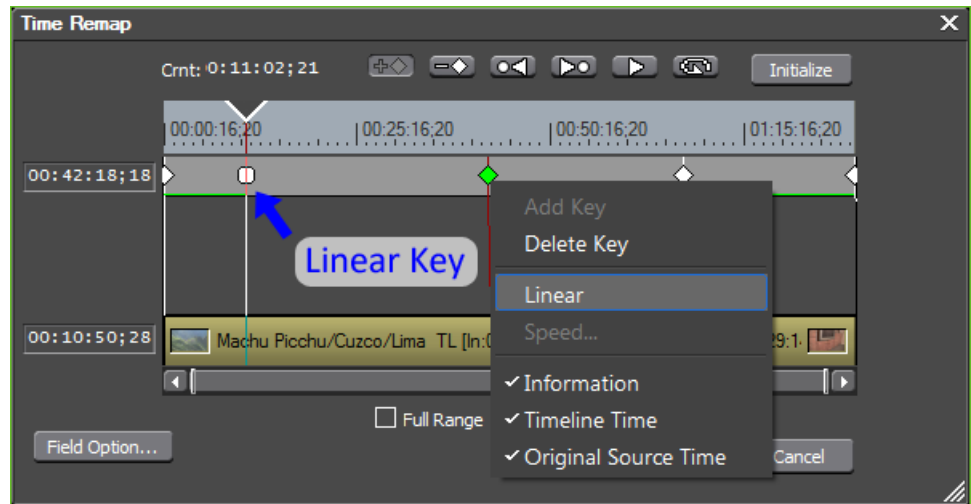 Time Remap
Crnt: 0:11:02;21
Initialize
00:00:16;20 00:25:16;20 00:50:16;20 01:15:16;20
00:42:18;18
Add Key
Delete Key
Linear Key
Linear
Speed...
00:10:50;28
Machu Picchu/Cuzco/Lima TL [In:0
29:1
Information
Full Range
Timeline Time
Field Option...
Original Source Time
Cancel